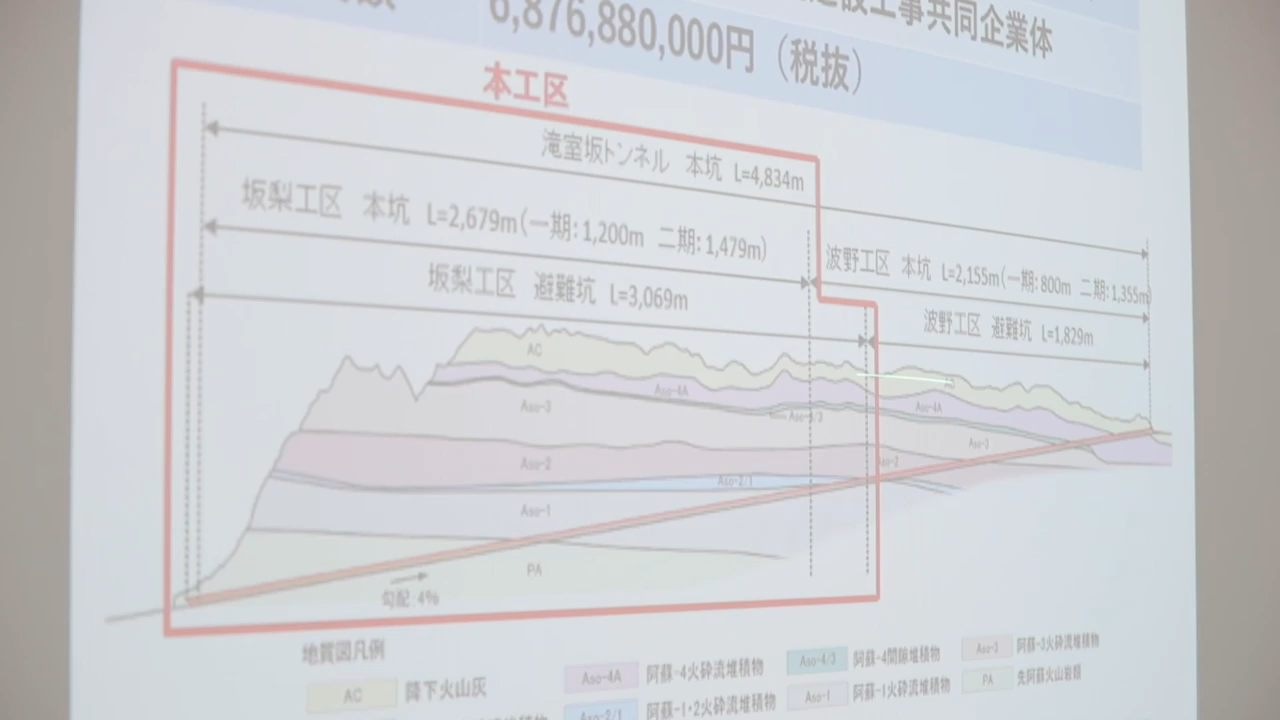 設工事共同企業体
6,876,880,000円（税抜）
本工区
滝室坂トンネル 本坑 L=4,834m
坂梨工区 本坑 L=2,679m(一期:1,200m 二期:1,479m)
波野工区 本坑 L=2,155m(一期:800m 二期:1,355m)
坂梨工区 避難坑 L=3,069m
波野工区 避難坑 L=1,829m
AC
Aso-4A
Aso-4A
Aso-3
Aso-3
Aso-2
Aso-2/1
Aso-1
PA
勾配:4%
地質図凡例
AC 降下火山灰
Aso-4A 阿蘇-4火砕流堆積物
Aso-4/3 阿蘇-4間隙堆積物
Aso-3 阿蘇-3火砕流堆積物
Aso-2/1 阿蘇-1・2火砕流堆積物
Aso-1 阿蘇-1火砕流堆積物
PA 先阿蘇火山岩類